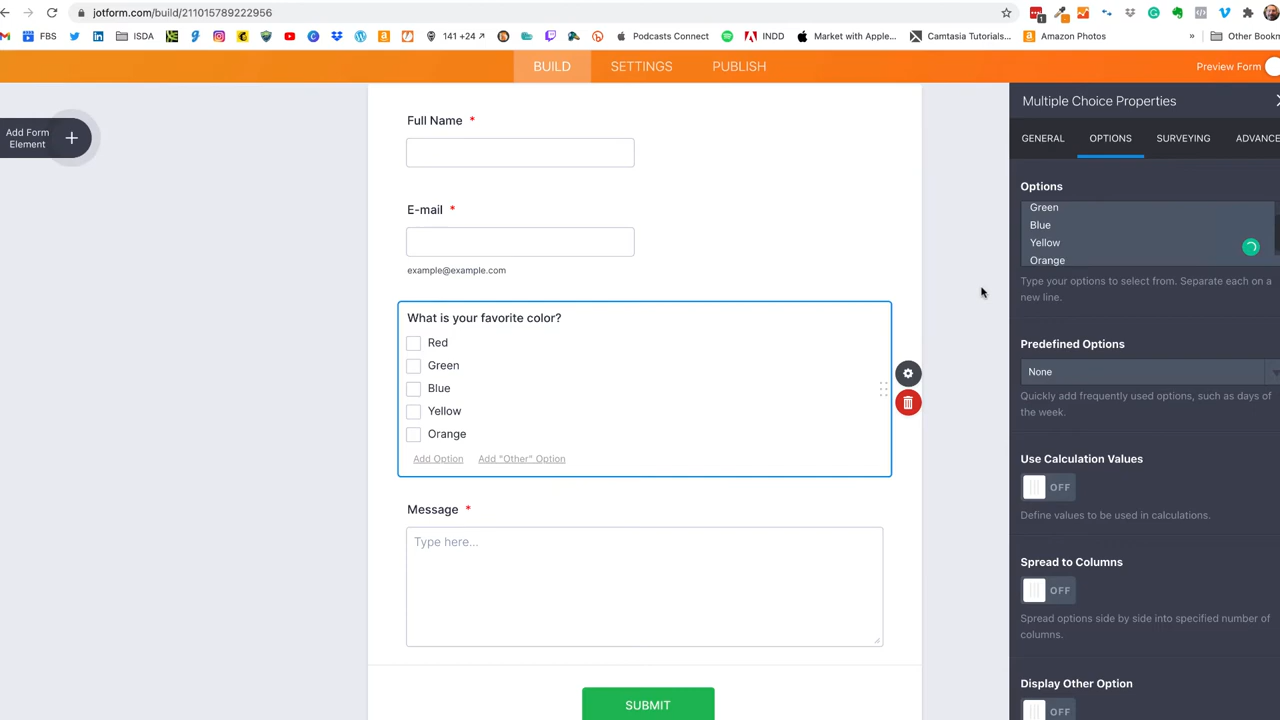 jotform.com/build/211015789222956
FBS
ISDA
141 +24 ↗
Podcasts Connect
INDD
Market with Apple...
Camtasia Tutorials...
Amazon Photos
»
Other Bookm
BUILD
SETTINGS
PUBLISH
Preview Form
Add Form
Element
Full Name *
E-mail *
example@example.com
What is your favorite color?
Red
Green
Blue
Yellow
Orange
Add Option
Add "Other" Option
Message *
Type here...
SUBMIT
Multiple Choice Properties
GENERAL
OPTIONS
SURVEYING
ADVANCE
Options
Green
Blue
Yellow
Orange
Type your options to select from. Separate each on a
new line.
Predefined Options
None
Quickly add frequently used options, such as days of
the week.
Use Calculation Values
OFF
Define values to be used in calculations.
Spread to Columns
OFF
Spread options side by side into specified number of
columns.
Display Other Option
OFF